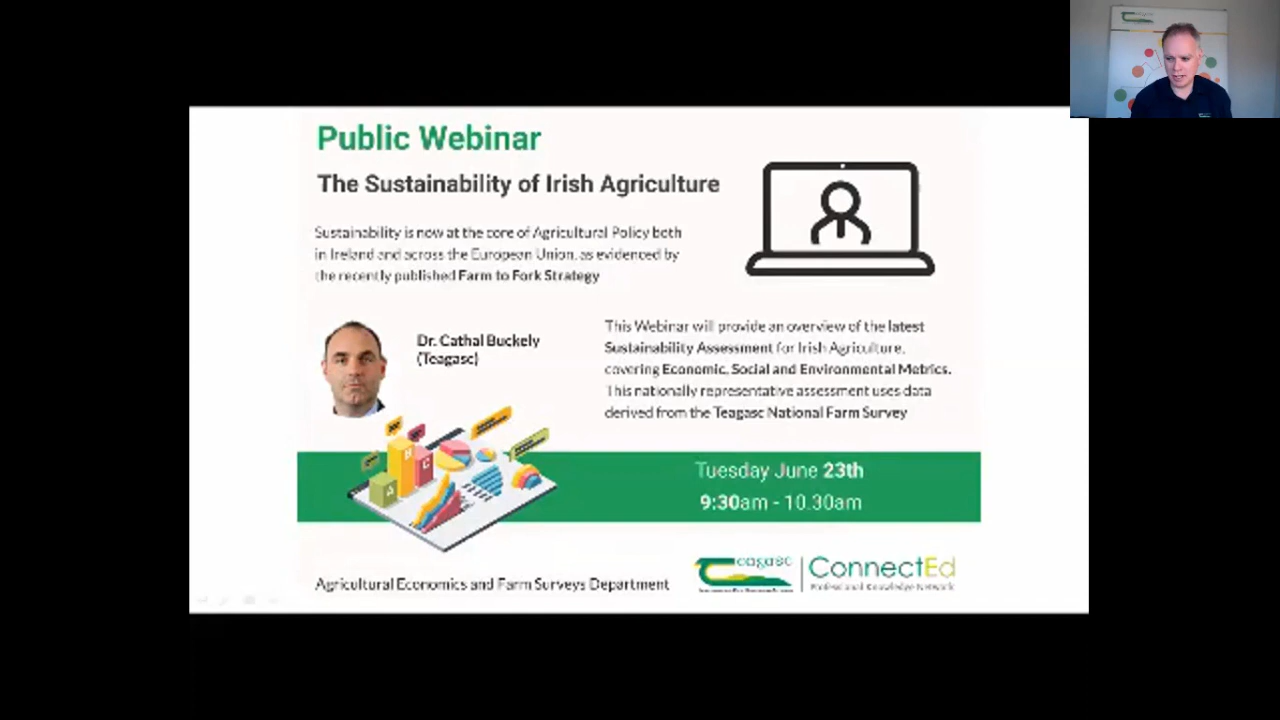 Public Webinar
The Sustainability of Irish Agriculture
Sustainability is now at the core of Agricultural Policy both
in Ireland and across the European Union, as evidenced by
the recently published Farm to Fork Strategy
Dr. Cathal Buckely
(Teagasc)
This Webinar will provide an overview of the latest
Sustainability Assessment for Irish Agriculture,
covering Economic, Social and Environmental Metrics.
This nationally representative assessment uses data
derived from the Teagasc National Farm Survey
A
B
C
Tuesday June 23th
9:30am - 10.30am
Agricultural Economics and Farm Surveys Department
eagasc
ConnectEd
Professional Knowledge Network